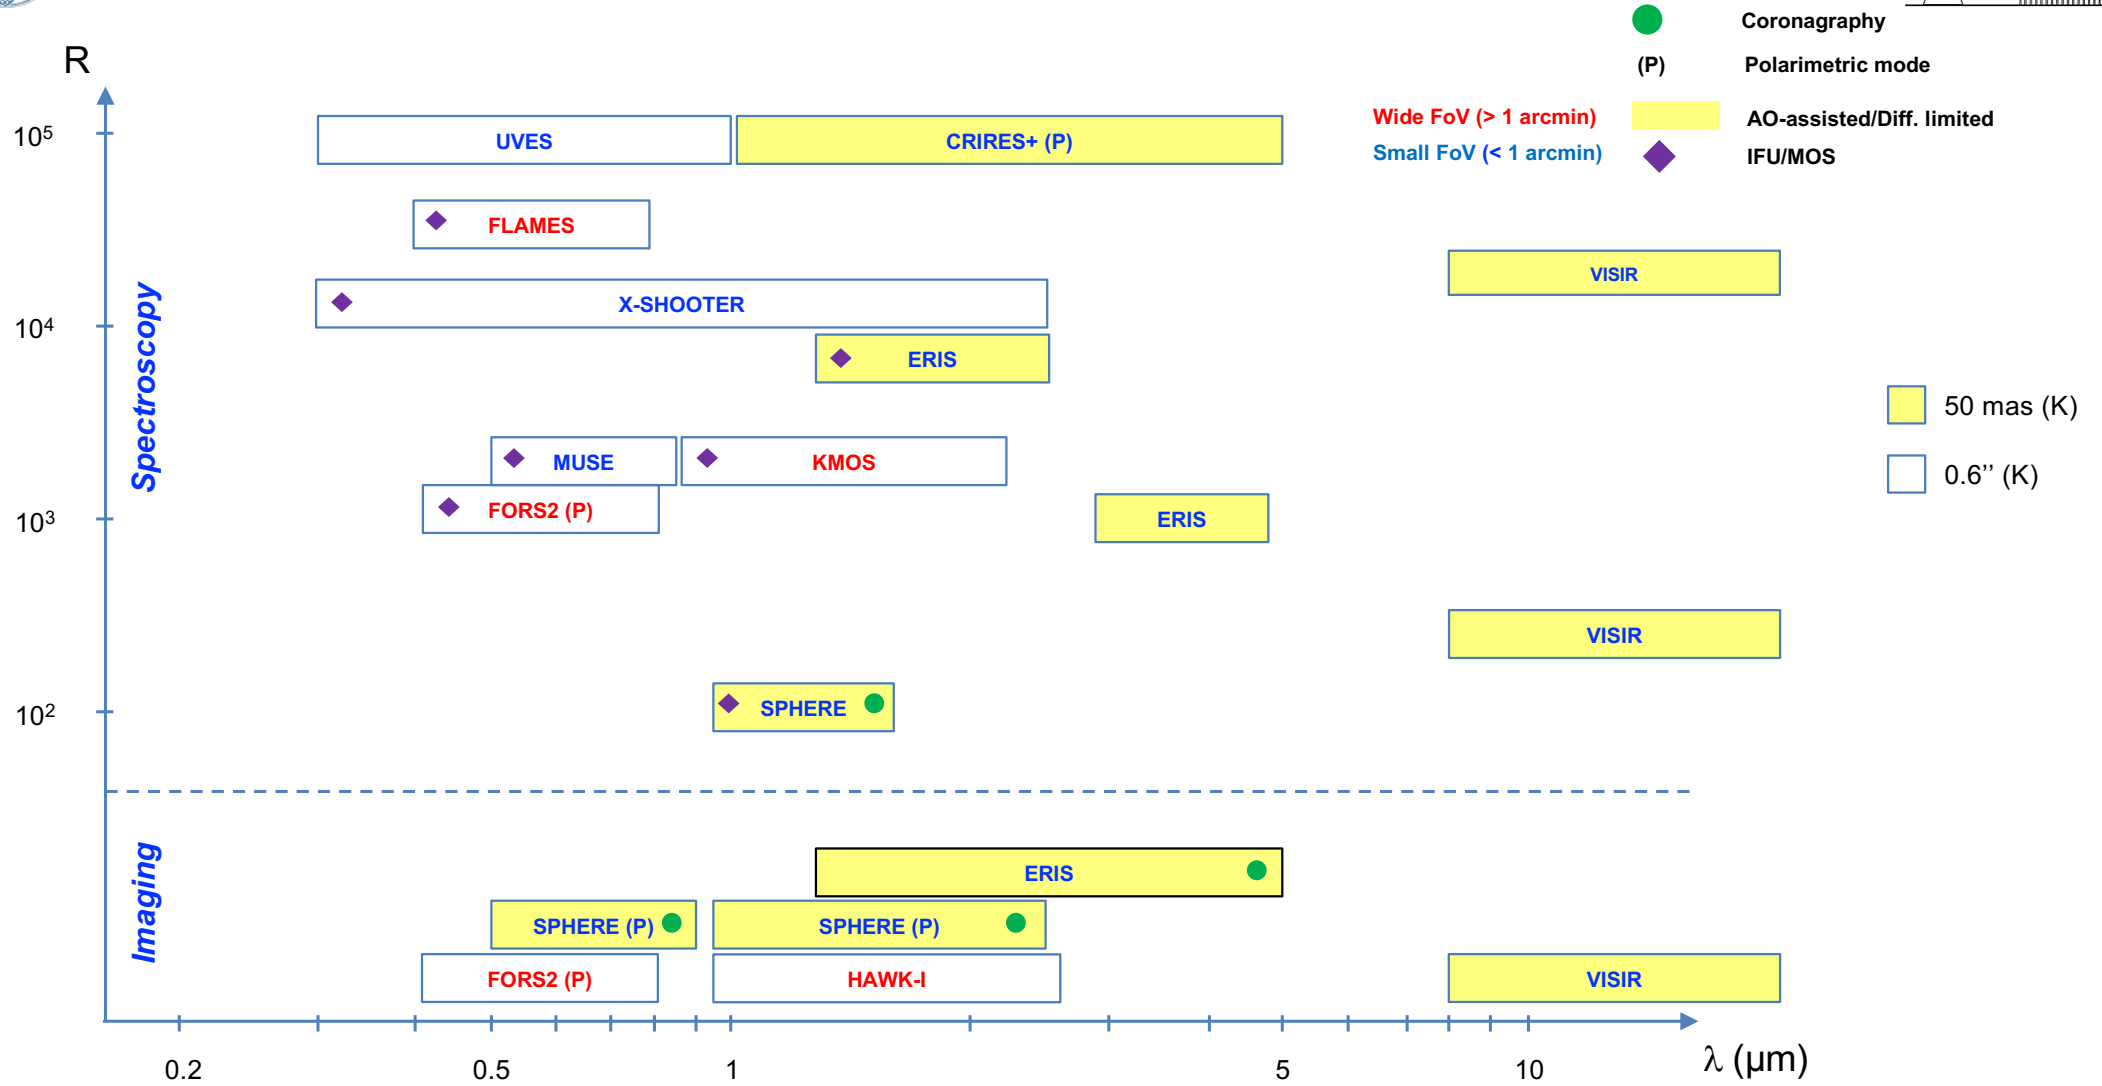 Coronagraphy
R
(P) Polarimetric mode
Wide FoV (> 1 arcmin) AO-assisted/Diff. limited
Small FoV (< 1 arcmin) IFU/MOS
10⁵
UVES CRIRES+ (P)
FLAMES
VISIR
X-SHOOTER
10⁴
ERIS
Spectroscopy
50 mas (K)
MUSE KMOS
0.6’’ (K)
FORS2 (P)
10³
ERIS
VISIR
SPHERE
10²
Imaging
ERIS
SPHERE (P) SPHERE (P)
FORS2 (P) HAWK-I VISIR
0.2 0.5 1 5 10 λ (μm)